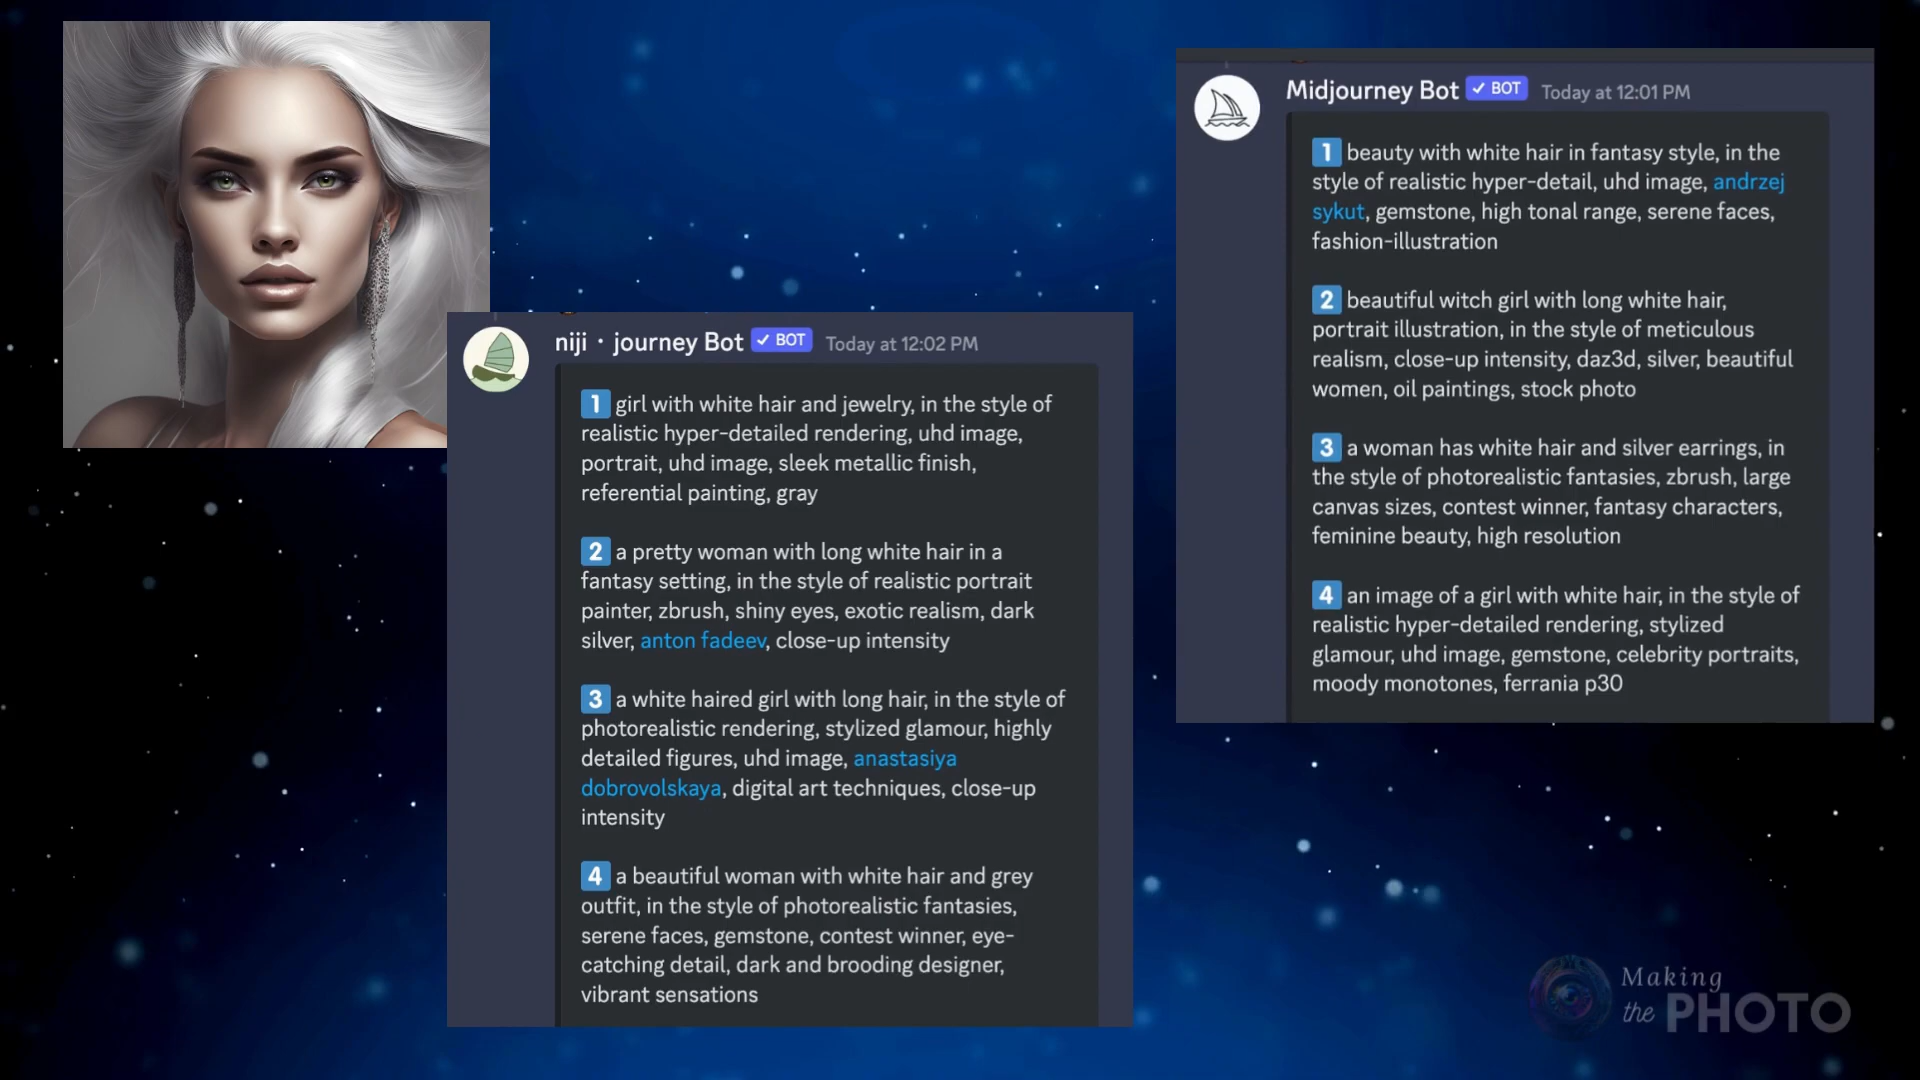 niji • journey Bot ✓ BOT Today at 12:02 PM
1 girl with white hair and jewelry, in the style of
realistic hyper-detailed rendering, uhd image,
portrait, uhd image, sleek metallic finish,
referential painting, gray
2 a pretty woman with long white hair in a
fantasy setting, in the style of realistic portrait
painter, zbrush, shiny eyes, exotic realism, dark
silver, anton fadeev, close-up intensity
3 a white haired girl with long hair, in the style of
photorealistic rendering, stylized glamour, highly
detailed figures, uhd image, anastasiya
dobrovolskaya, digital art techniques, close-up
intensity
4 a beautiful woman with white hair and grey
outfit, in the style of photorealistic fantasies,
serene faces, gemstone, contest winner, eye-
catching detail, dark and brooding designer,
vibrant sensations
Midjourney Bot ✓ BOT Today at 12:01 PM
1 beauty with white hair in fantasy style, in the
style of realistic hyper-detail, uhd image, andrzej
sykut, gemstone, high tonal range, serene faces,
fashion-illustration
2 beautiful witch girl with long white hair,
portrait illustration, in the style of meticulous
realism, close-up intensity, daz3d, silver, beautiful
women, oil paintings, stock photo
3 a woman has white hair and silver earrings, in
the style of photorealistic fantasies, zbrush, large
canvas sizes, contest winner, fantasy characters,
feminine beauty, high resolution
4 an image of a girl with white hair, in the style of
realistic hyper-detailed rendering, stylized
glamour, uhd image, gemstone, celebrity portraits,
moody monotones, ferrania p30
Making
the PHOTO